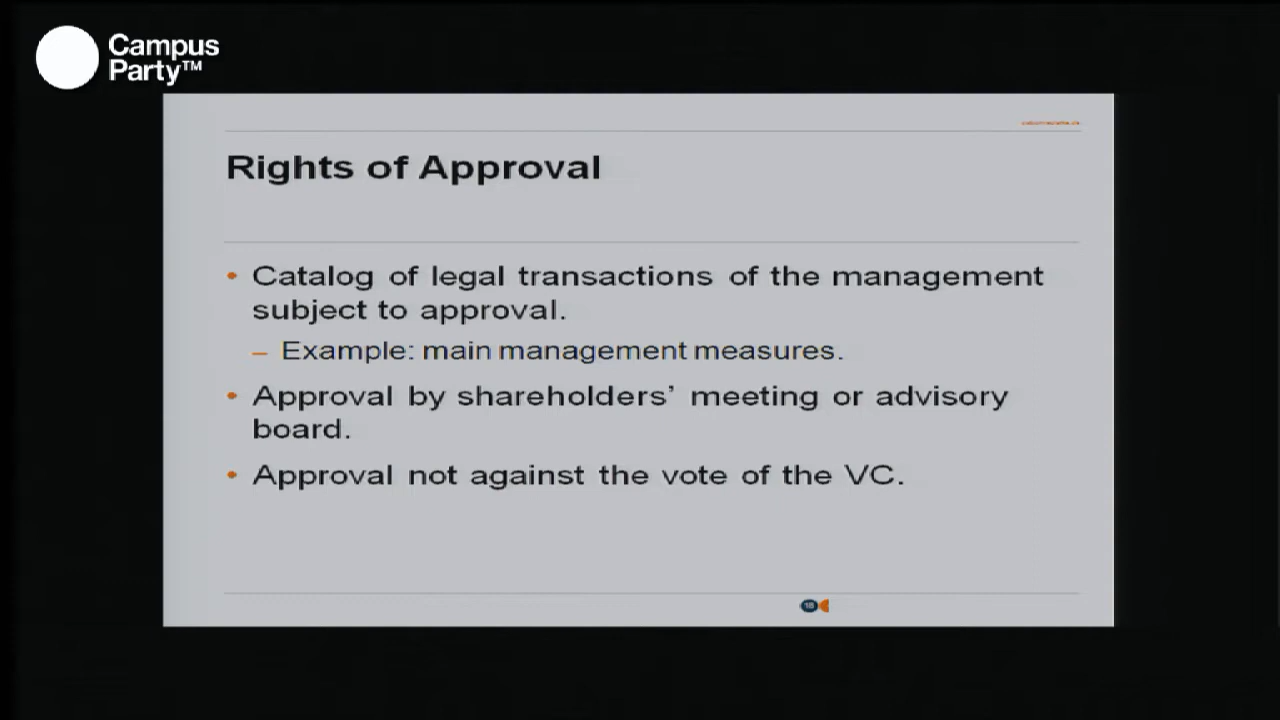 Campus
Party™
Rights of Approval
• Catalog of legal transactions of the management
subject to approval.
– Example: main management measures.
• Approval by shareholders’ meeting or advisory
board.
• Approval not against the vote of the VC.
18